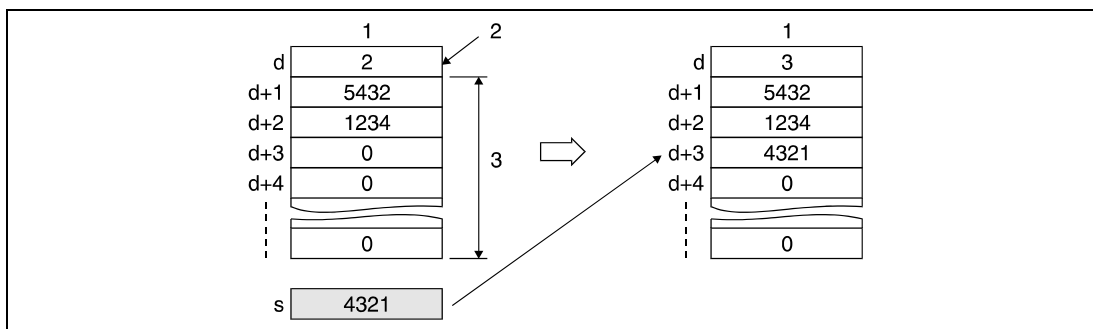 1 2 1
d 2 d 3
d+1 5432 d+1 5432
d+2 1234 d+2 1234
d+3 0 3 d+3 4321
d+4 0 d+4 0
0 0
s 4321